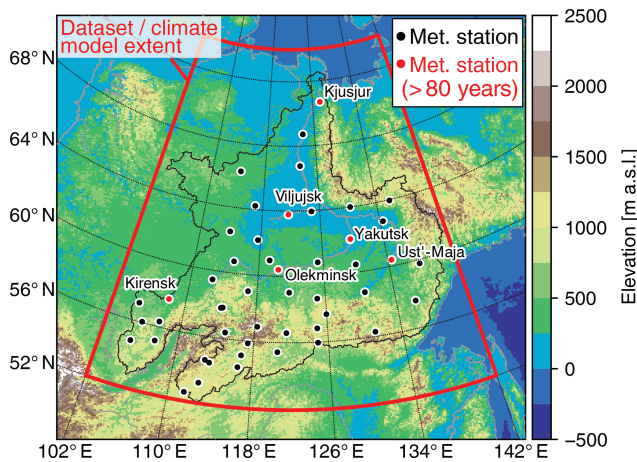 Dataset / climate
model extent
Met. station
Met. station
(> 80 years)
Kjusjur
Viljujsk
Yakutsk
Ust'-Maja
Olekminsk
Kirensk
68° N
64° N
60° N
56° N
52° N
102° E
110° E
118° E
126° E
134° E
142° E
2500
2000
1500
1000
500
0
−500
Elevation [m a.s.l.]